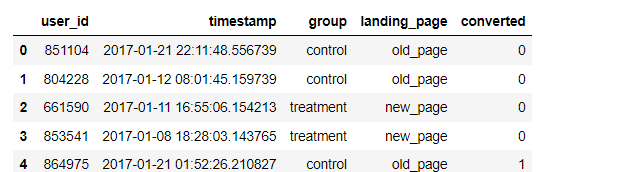 user_id timestamp group landing_page converted
0 851104 2017-01-21 22:11:48.556739 control old_page 0
1 804228 2017-01-12 08:01:45.159739 control old_page 0
2 661590 2017-01-11 16:55:06.154213 treatment new_page 0
3 853541 2017-01-08 18:28:03.143765 treatment new_page 0
4 864975 2017-01-21 01:52:26.210827 control old_page 1